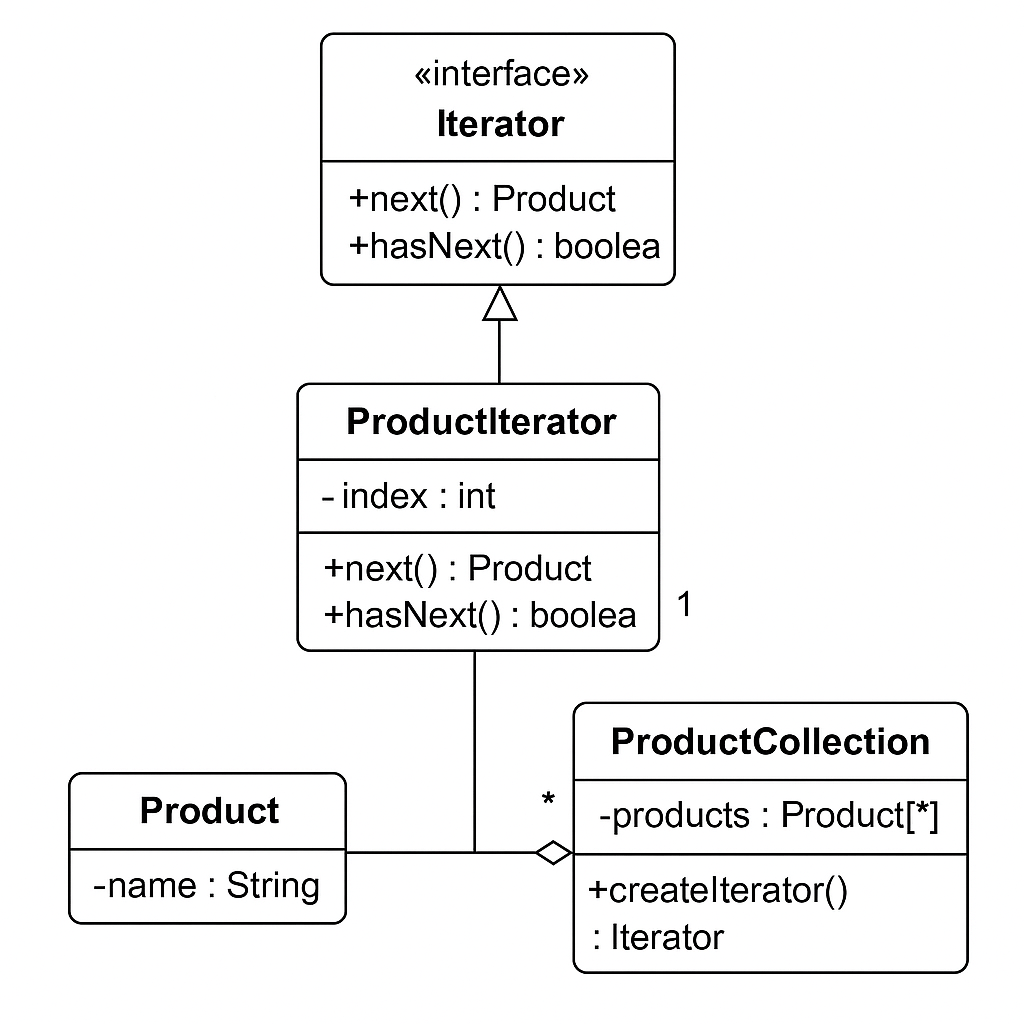 «interface»
Iterator
+next() : Product
+hasNext() : boolea
ProductIterator
- index : int
+next() : Product
+hasNext() : boolea
1
Product
-name : String
*
ProductCollection
-products : Product[*]
+createIterator()
: Iterator